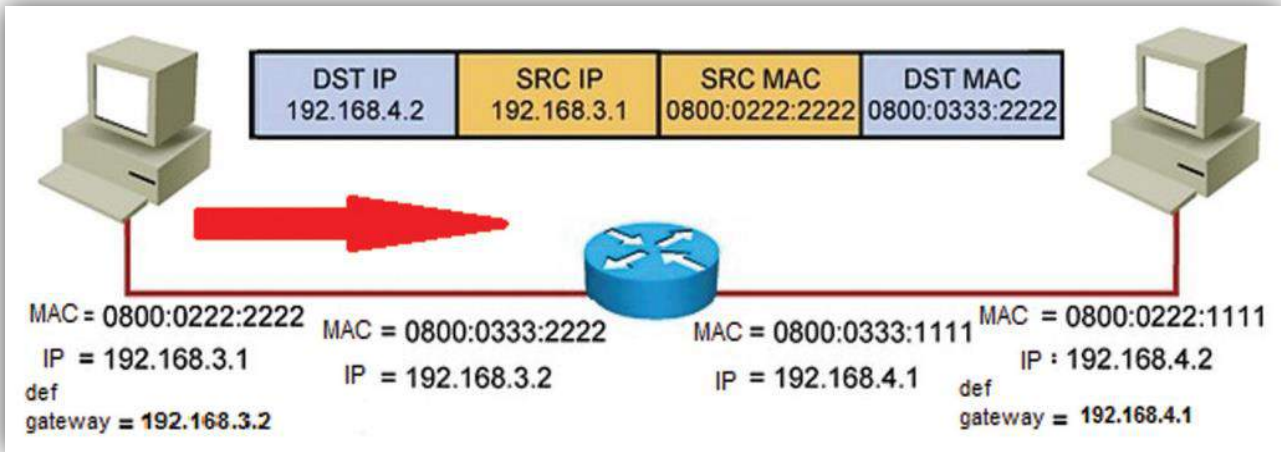 DST IP
192.168.4.2
SRC IP
192.168.3.1
SRC MAC
0800:0222:2222
DST MAC
0800:0333:2222
MAC = 0800:0222:2222
IP = 192.168.3.1
def
gateway = 192.168.3.2
MAC = 0800:0333:2222
IP = 192.168.3.2
MAC = 0800:0333:1111
IP = 192.168.4.1
MAC = 0800:0222:1111
IP : 192.168.4.2
def
gateway = 192.168.4.1